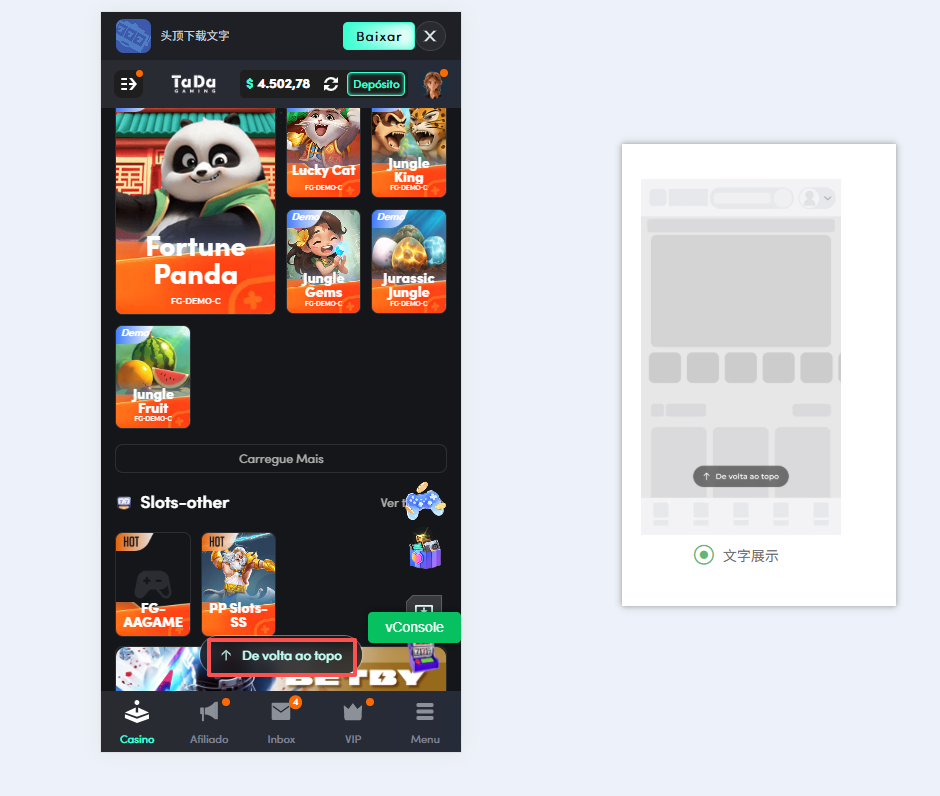 头顶下载文字
Baixar
TaDa
GAMING
$ 4.502,78
Depósito
Fortune
Panda
FG-DEMO-C
Lucky Cat
FG-DEMO-C
Jungle
King
FG-DEMO-C
Demo
Jungle
Gems
FG-DEMO-C
Demo
Jurassic
Jungle
FG-DEMO-C
Demo
Jungle
Fruit
FG-DEMO-C
Carregue Mais
Slots-other
Ver
HOT
FG-
AAGAME
HOT
PP Slots-
SS
vConsole
De volta ao topo
BETBY
Casino
Afiliado
Inbox
4
VIP
Menu
De volta ao topo
文字展示